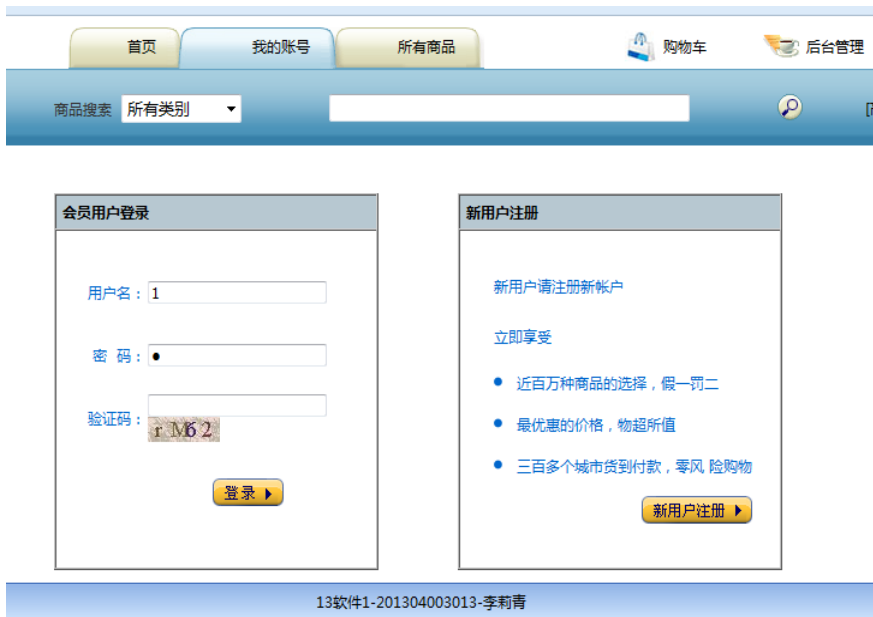 首页 我的账号 所有商品 购物车 后台管理
商品搜索 所有类别
会员用户登录
用户名：1
密 码：●
验证码：
r M62
登录
新用户注册
新用户请注册新帐户
立即享受
● 近百万种商品的选择，假一罚二
● 最优惠的价格，物超所值
● 三百多个城市货到付款，零风 险购物
新用户注册
13软件1-201304003013-李莉青